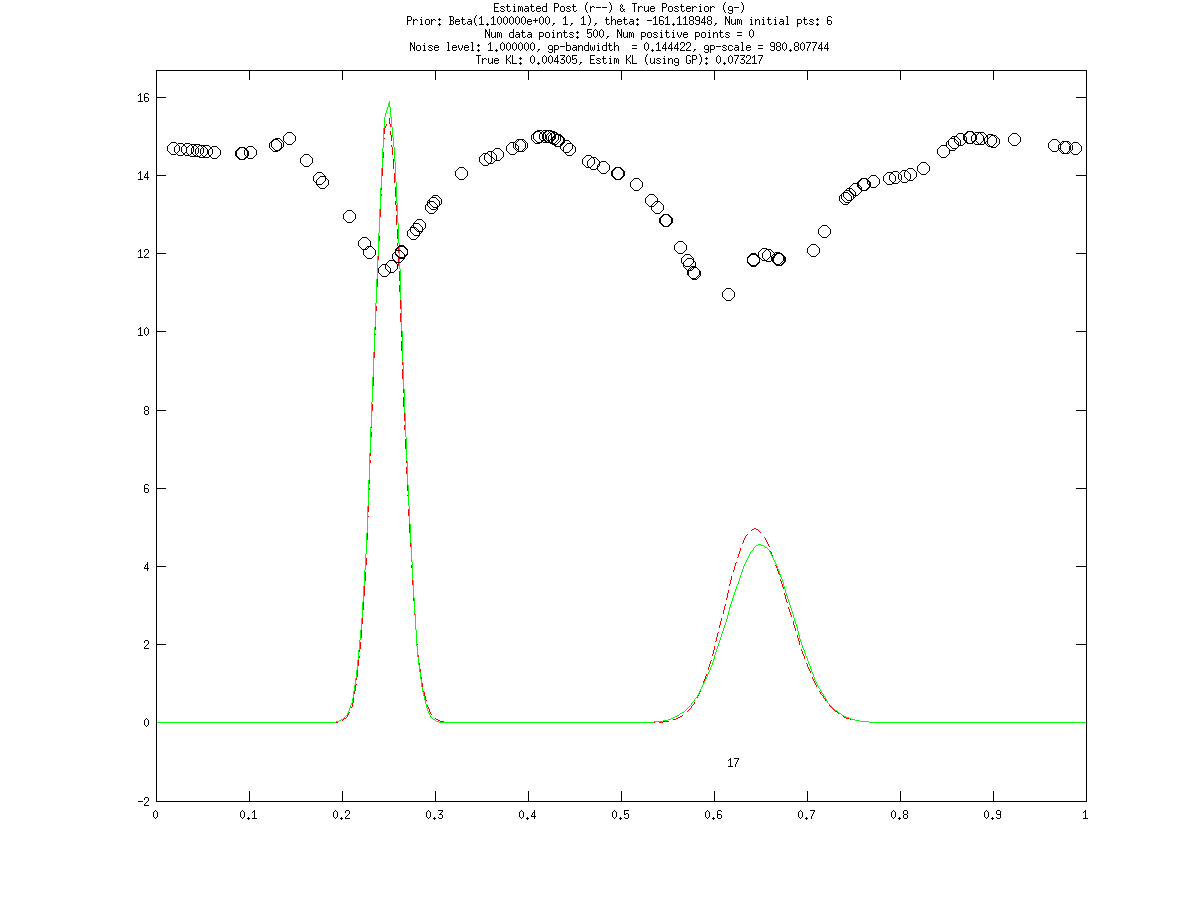 Estimated Post (r--) & True Posterior (g-)
Prior: Beta(1.100000e+00, 1, 1), theta: -161.118948, Num initial pts: 6
Num data points: 500, Num positive points = 0
Noise level: 1.000000, gp-bandwidth  = 0.144422, gp-scale = 980.807744
True KL: 0.004305, Estim KL (using GP): 0.073217
16
14
12
10
8
6
4
2
0
17
-2
0 0.1 0.2 0.3 0.4 0.5 0.6 0.7 0.8 0.9 1